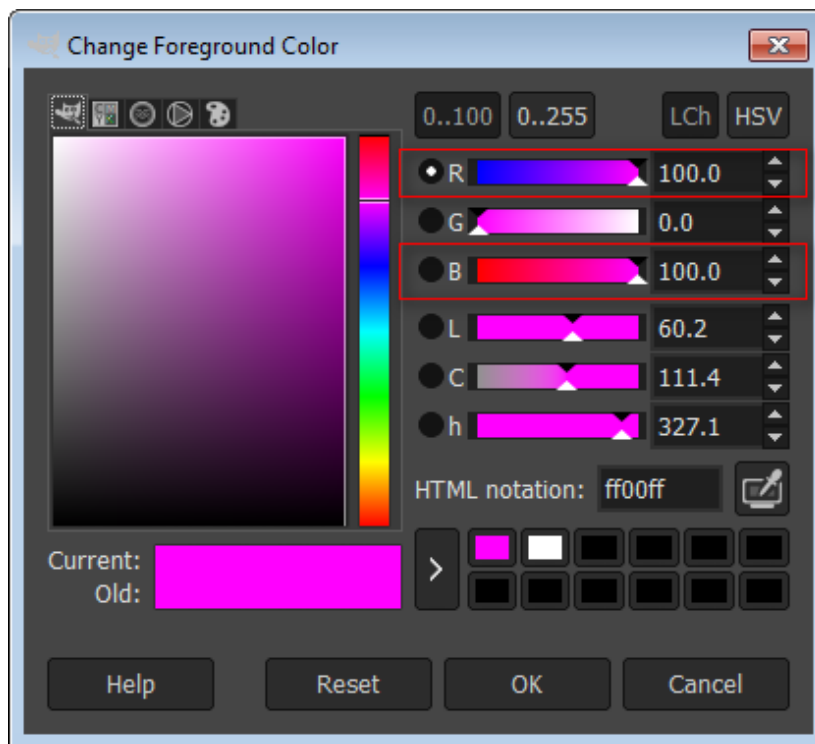 Change Foreground Color
0..100 0..255 LCh HSV
R 100.0
G 0.0
B 100.0
L 60.2
C 111.4
h 327.1
HTML notation: ff00ff
Current:
Old:
>
Help Reset OK Cancel